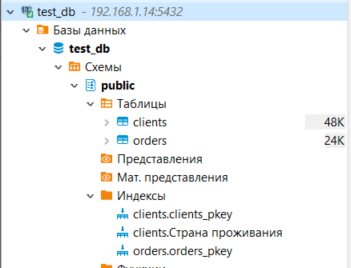 test_db - 192.168.1.14:5432
Базы данных
test_db
Схемы
public
Таблицы
clients 48K
orders 24K
Представления
Мат. представления
Индексы
clients.clients_pkey
clients.Страна проживания
orders.orders_pkey